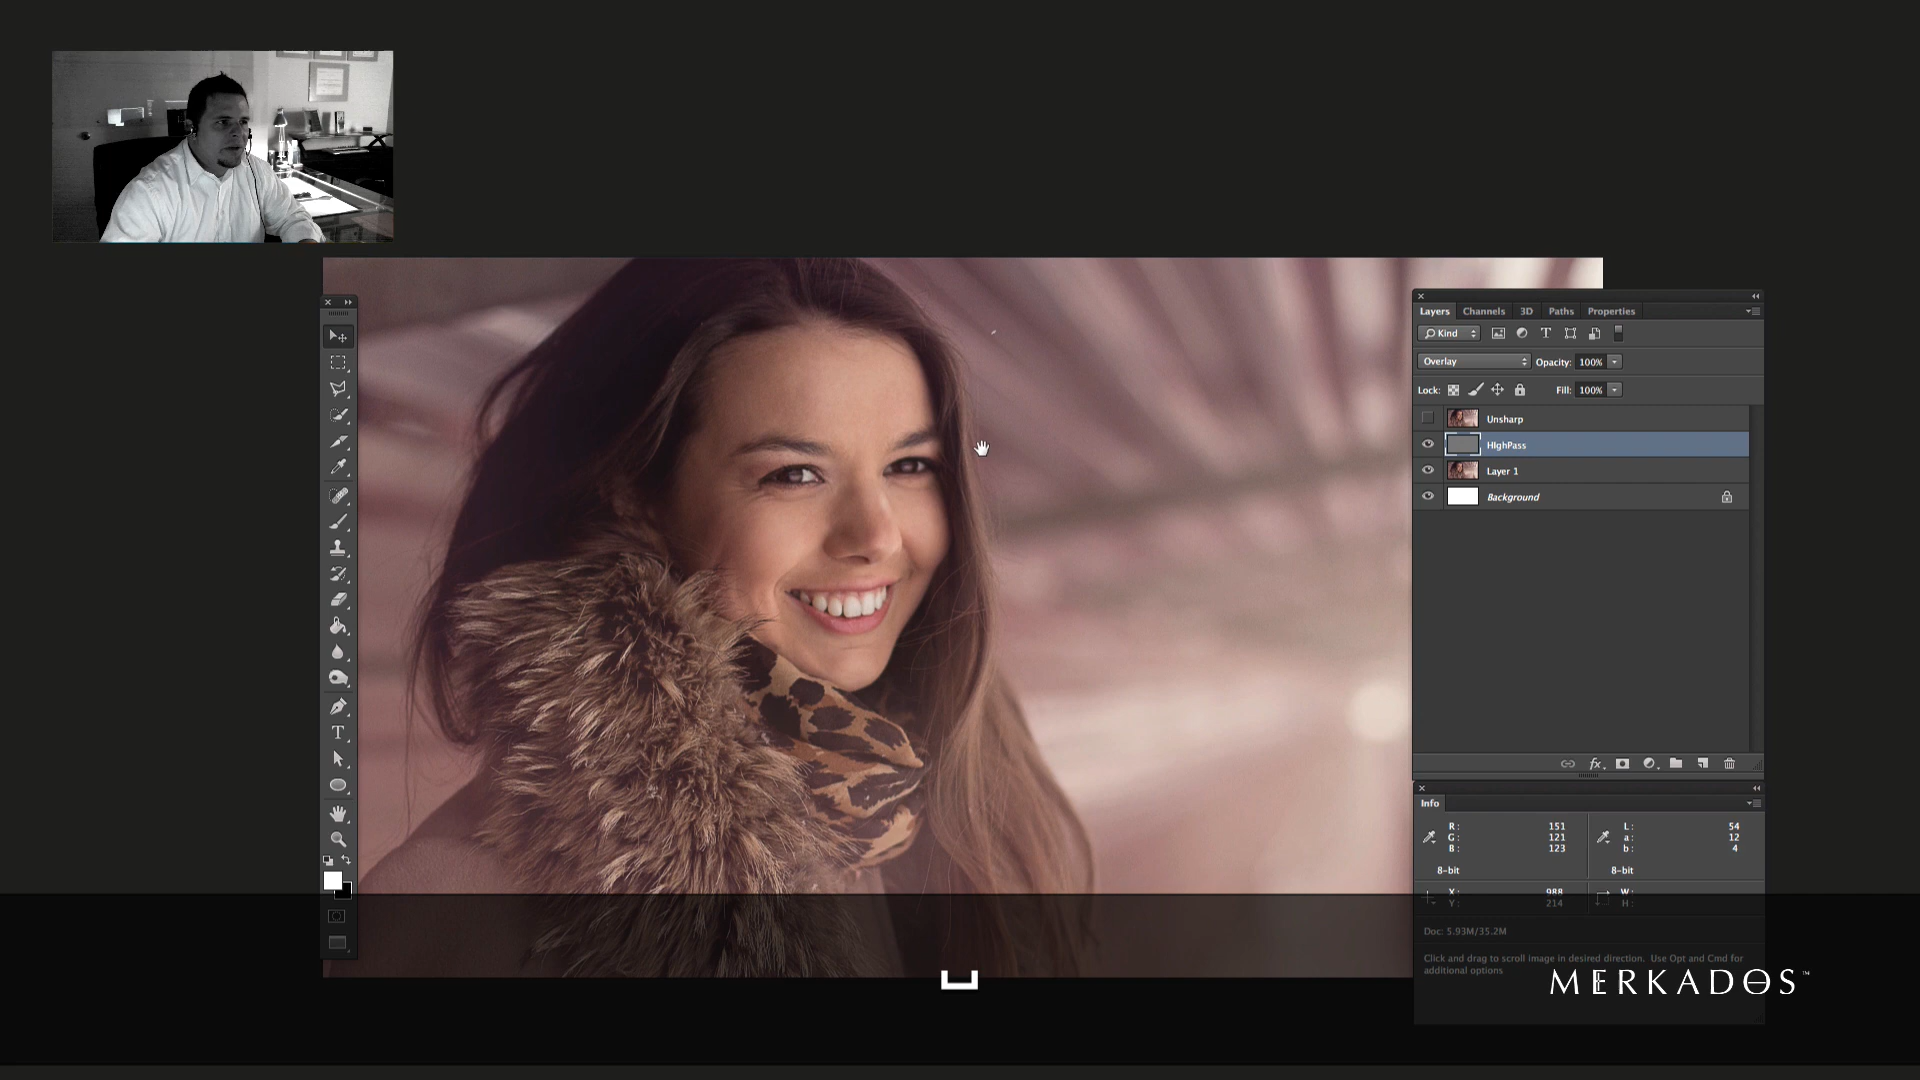 Layers Channels 3D Paths Properties
Kind
Overlay Opacity: 100%
Lock: Fill: 100%
Unsharp
HighPass
Layer 1
Background
fx
T
Info
R: 151 L: 54
G: 121 a: 12
B: 123 b: 4
8-bit 8-bit
X: 988 W:
Y: 214 H:
Doc: 5.93M/35.2M
Click and drag to scroll image in desired direction. Use Opt and Cmd for
additional options
MERKADOS™